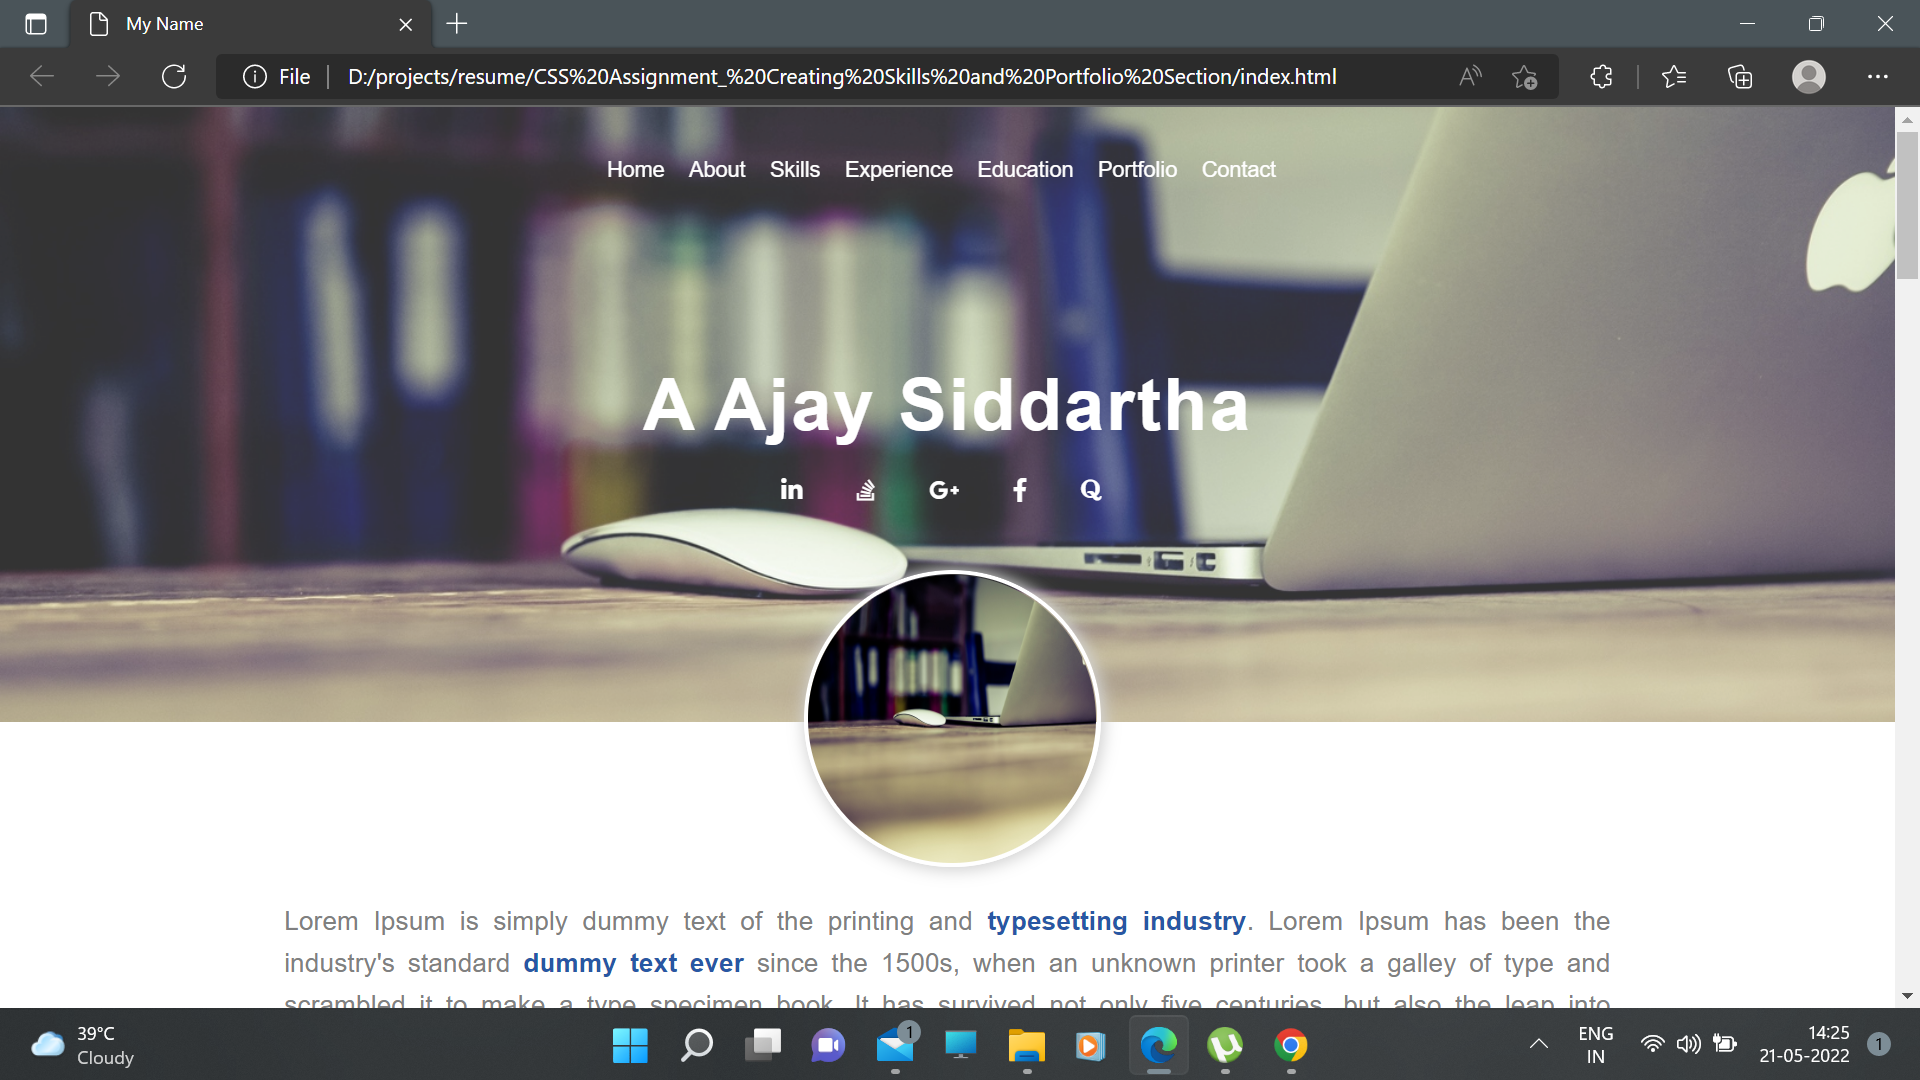 My Name
File
D:/projects/resume/CSS%20Assignment_%20Creating%20Skills%20and%20Portfolio%20Section/index.html
Home About Skills Experience Education Portfolio Contact
A Ajay Siddartha
in G+ f Q
Lorem Ipsum is simply dummy text of the printing and typesetting industry. Lorem Ipsum has been the
industry's standard dummy text ever since the 1500s, when an unknown printer took a galley of type and
scrambled it to make a type specimen book. It has survived not only five centuries, but also the leap into
39°C
Cloudy
1
ENG
IN
14:25
21-05-2022
1